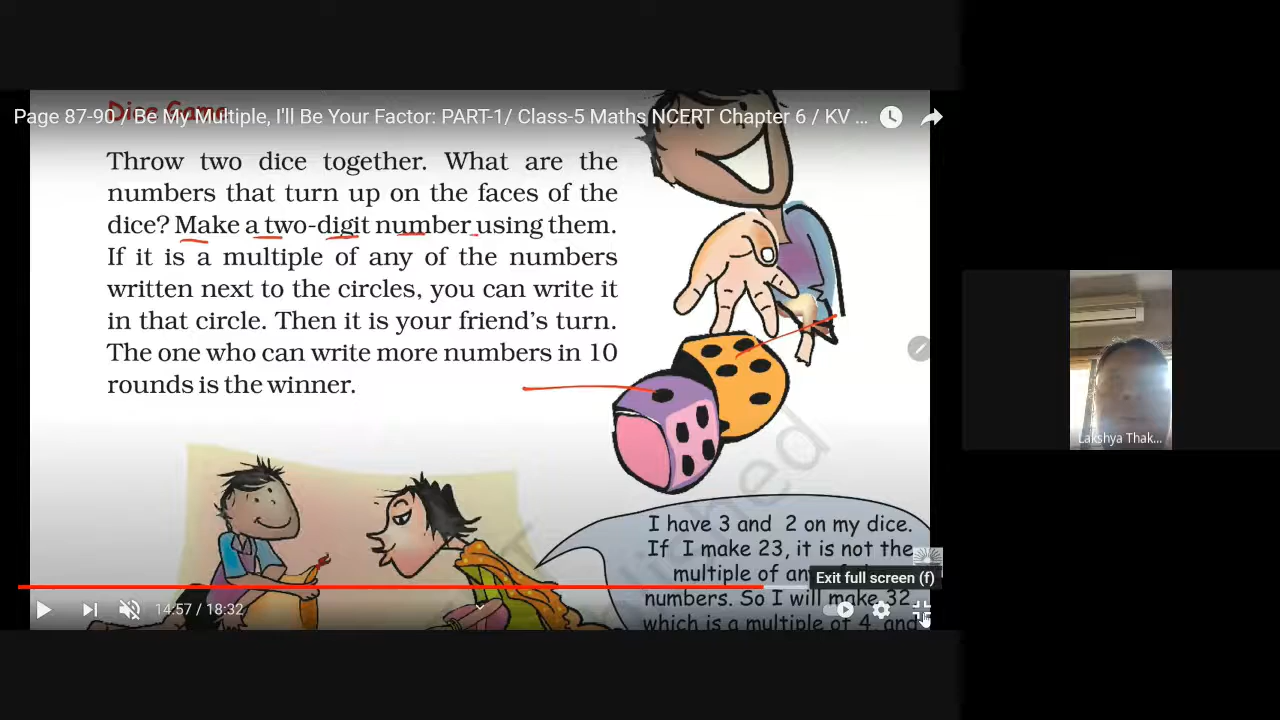 Dice Game
Page 87-90 / Be My Multiple, I'll Be Your Factor: PART-1/ Class-5 Maths NCERT Chapter 6 / KV ...
Throw two dice together. What are the
numbers that turn up on the faces of the
dice? Make a two-digit number using them.
If it is a multiple of any of the numbers
written next to the circles, you can write it
in that circle. Then it is your friend's turn.
The one who can write more numbers in 10
rounds is the winner.
I have 3 and 2 on my dice.
If I make 23, it is not the
multiple of any
numbers. So I will make 32
which is a multiple of 4, and
Exit full screen (f)
14:57 / 18:32
Lakshya Thak...